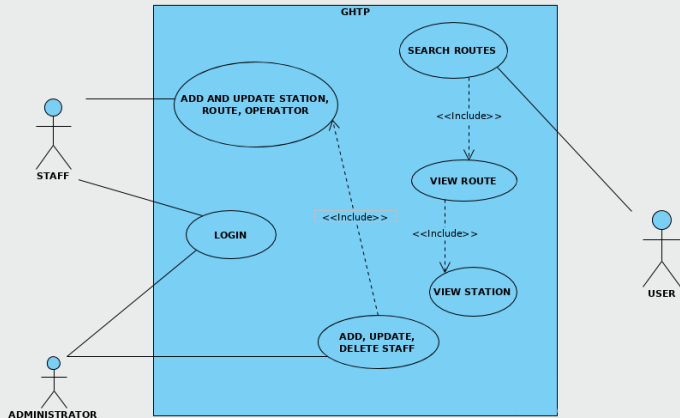 GHTP
SEARCH ROUTES
ADD AND UPDATE STATION,
ROUTE, OPERATTOR
<<Include>>
STAFF
VIEW ROUTE
<<Include>>
LOGIN
<<Include>>
VIEW STATION
USER
ADD, UPDATE,
DELETE STAFF
ADMINISTRATOR